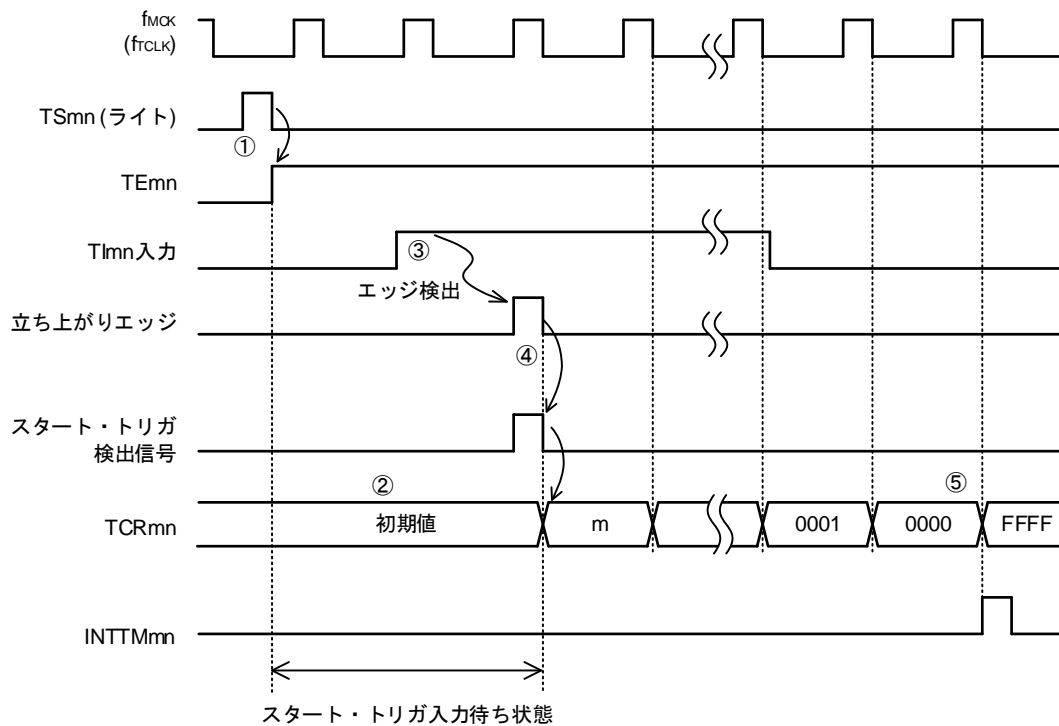 fMCK
(fTCLK)
TSmn (ライト)
①
TEmn
TImn入力
③
エッジ検出
立ち上がりエッジ
④
スタート・トリガ
検出信号
②
⑤
TCRmn
初期値
m
0001
0000
FFFF
INTTMmn
スタート・トリガ入力待ち状態